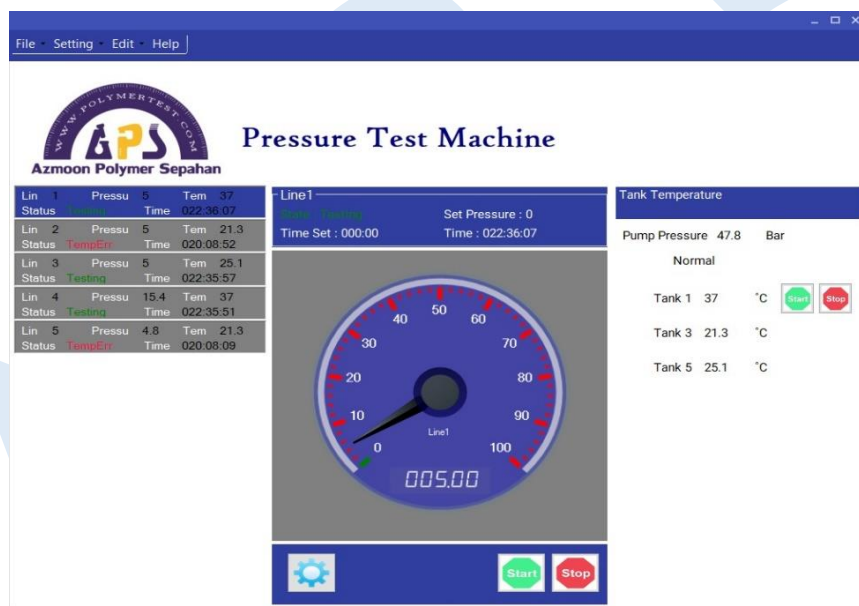 File Setting Edit Help
WWW.POLYMERTEST.COM
APS
Azmoon Polymer Sepahan
Pressure Test Machine
Lin 1 Pressu 5 Tem 37
Status Testing Time 022:36:07
Lin 2 Pressu 5 Tem 21.3
Status TempErr Time 020:08:52
Lin 3 Pressu 5 Tem 25.1
Status Testing Time 022:35:57
Lin 4 Pressu 15.4 Tem 37
Status Testing Time 022:35:51
Lin 5 Pressu 4.8 Tem 21.3
Status TempErr Time 020:08:09
Line1
State : Testing Set Pressure : 0
Time Set : 000:00 Time : 022:36:07
0 10 20 30 40 50 60 70 80 90 100
Line1
005.00
Start Stop
Tank Temperature
Pump Pressure 47.8 Bar
Normal
Tank 1 37 °C Start Stop
Tank 3 21.3 °C
Tank 5 25.1 °C